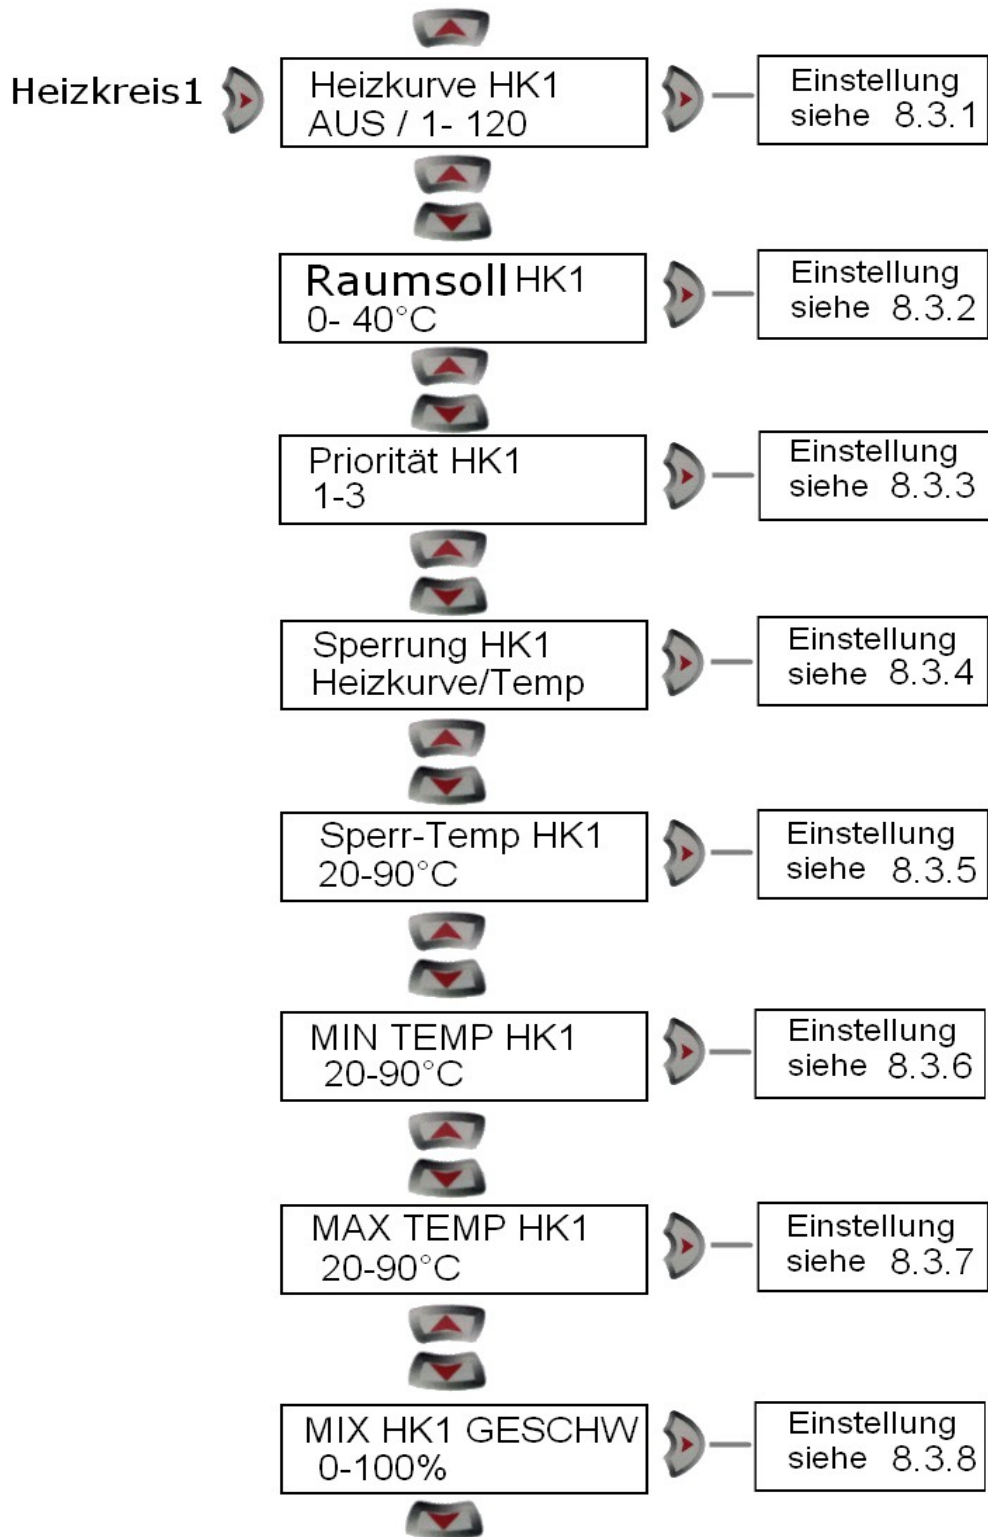 Heizkreis1
Heizkurve HK1
AUS / 1- 120
Einstellung
siehe 8.3.1
Raumsoll HK1
0- 40°C
Einstellung
siehe 8.3.2
Priorität HK1
1-3
Einstellung
siehe 8.3.3
Sperrung HK1
Heizkurve/Temp
Einstellung
siehe 8.3.4
Sperr-Temp HK1
20-90°C
Einstellung
siehe 8.3.5
MIN TEMP HK1
20-90°C
Einstellung
siehe 8.3.6
MAX TEMP HK1
20-90°C
Einstellung
siehe 8.3.7
MIX HK1 GESCHW
0-100%
Einstellung
siehe 8.3.8